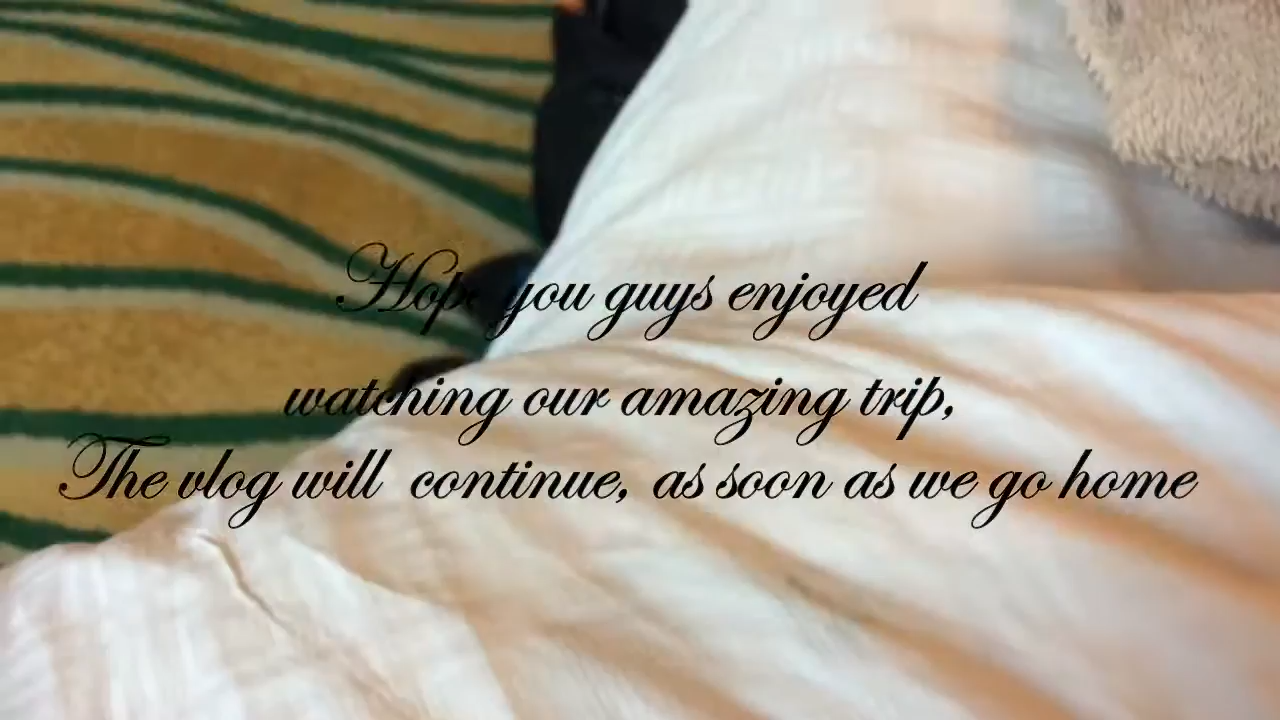 Hope you guys enjoyed
watching our amazing trip,
The vlog will continue, as soon as we go home